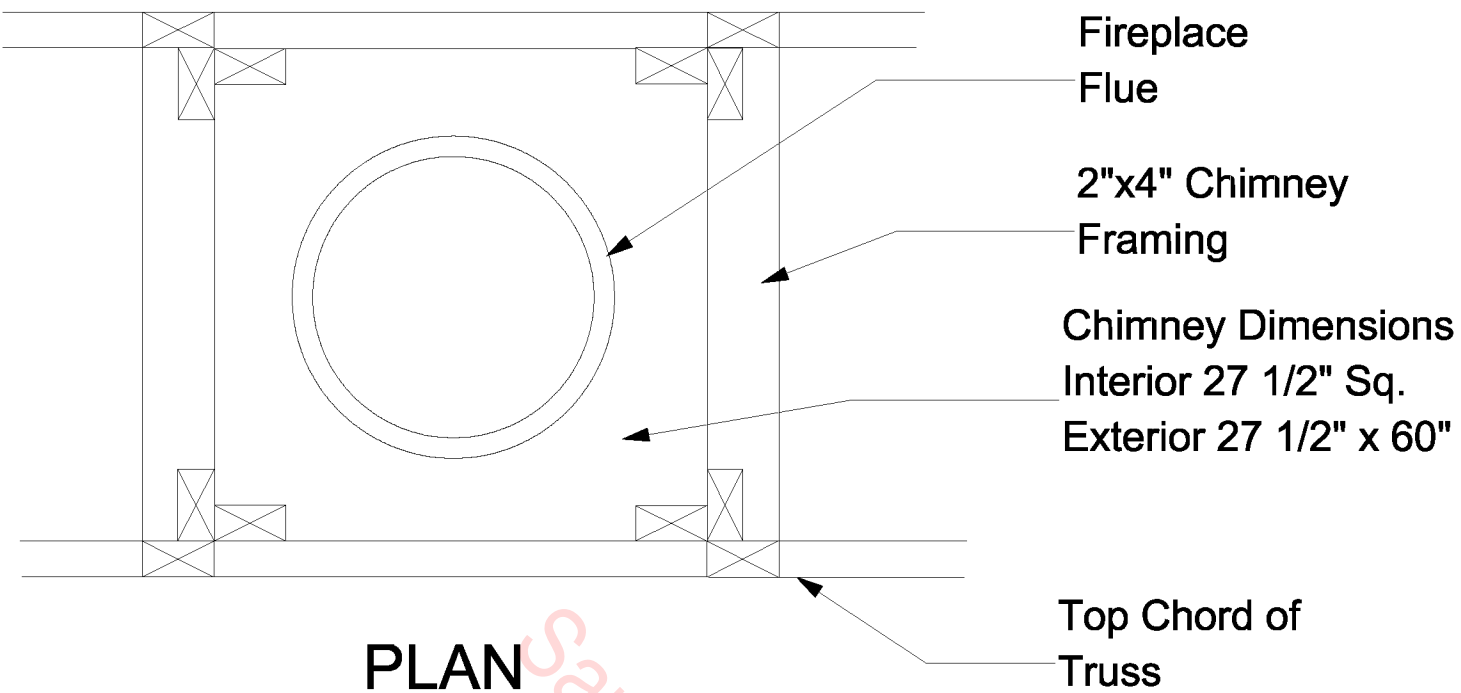 Fireplace
Flue
2"x4" Chimney
Framing
Chimney Dimensions
Interior 27 1/2" Sq.
Exterior 27 1/2" x 60"
Top Chord of
Truss
PLAN